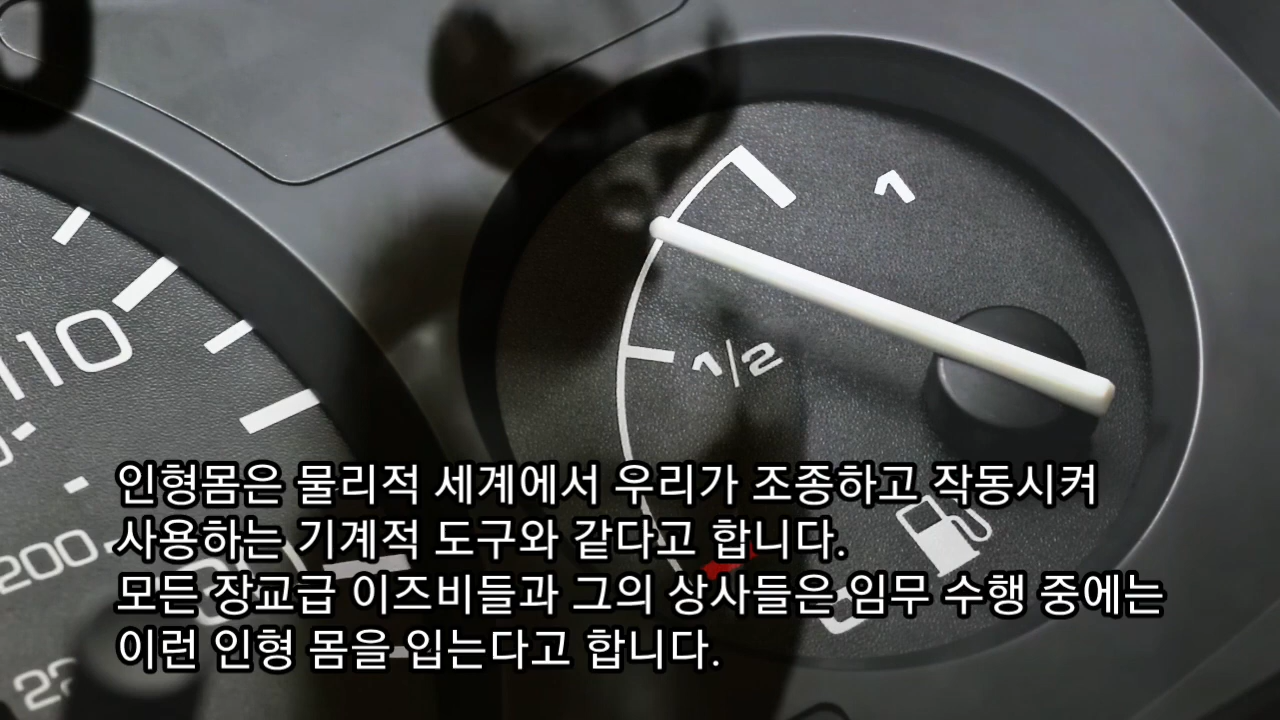 1
1/2
110
200
인형몸은 물리적 세계에서 우리가 조종하고 작동시켜
사용하는 기계적 도구와 같다고 합니다.
모든 장교급 이즈비들과 그의 상사들은 임무 수행 중에는
이런 인형 몸을 입는다고 합니다.